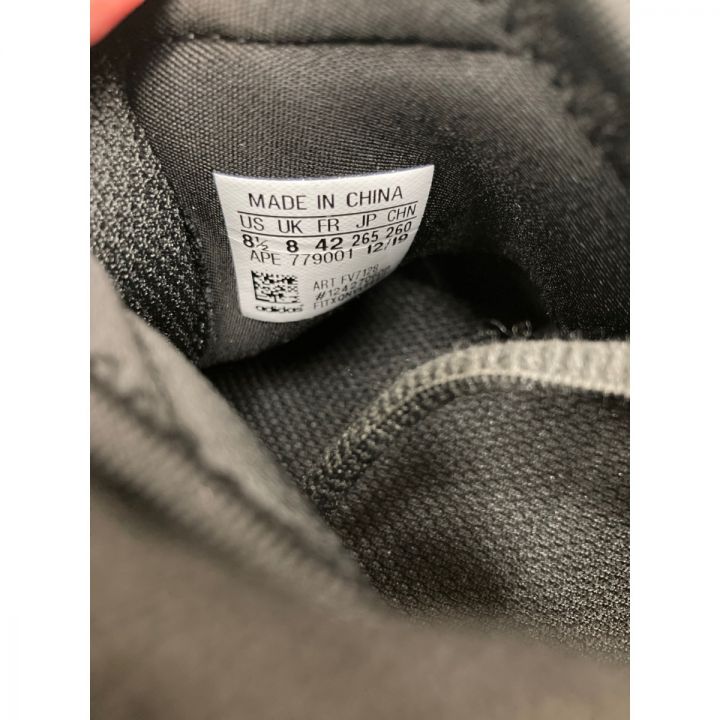 MADE IN CHINA
US UK FR JP CHN
8½ 8 42 265 260
APE 779001 12/19
ART FV7128
adidas